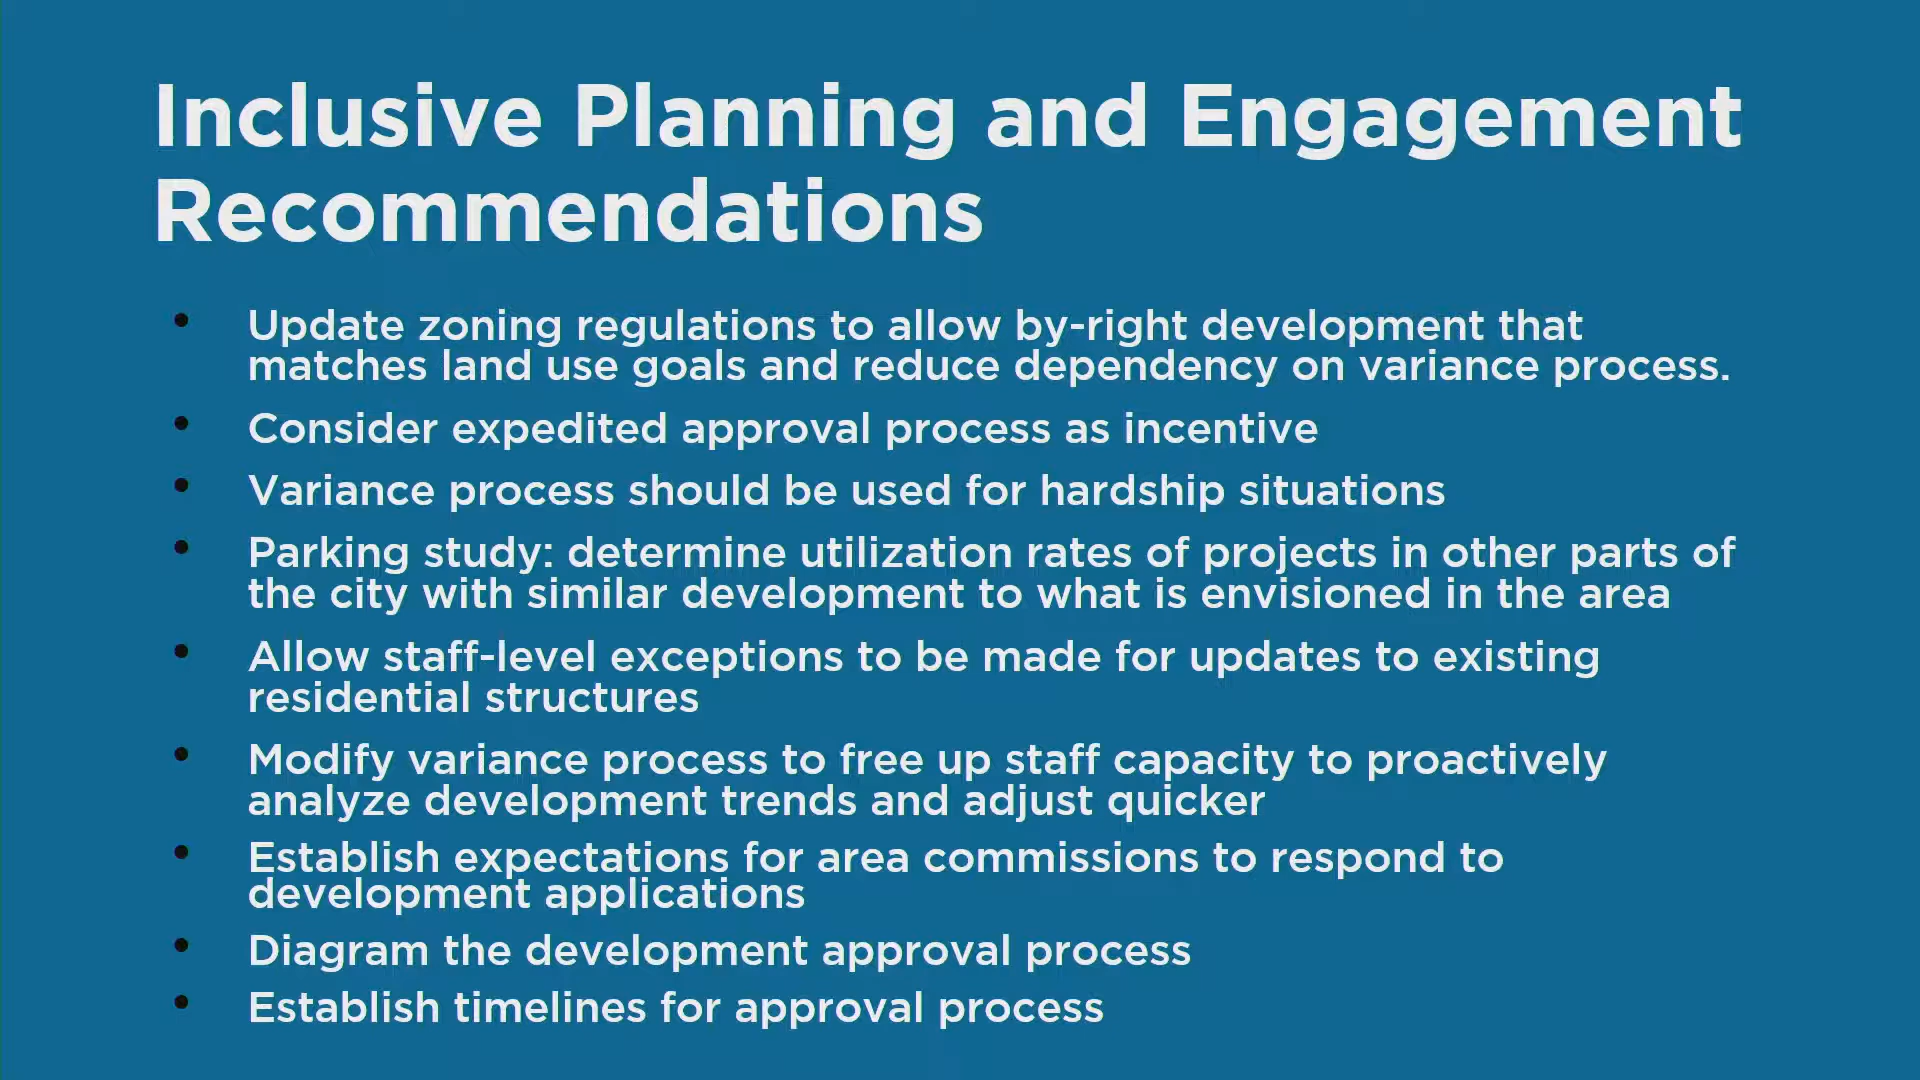 Inclusive Planning and Engagement
Recommendations
• Update zoning regulations to allow by-right development that
matches land use goals and reduce dependency on variance process.
• Consider expedited approval process as incentive
• Variance process should be used for hardship situations
• Parking study: determine utilization rates of projects in other parts of
the city with similar development to what is envisioned in the area
• Allow staff-level exceptions to be made for updates to existing
residential structures
• Modify variance process to free up staff capacity to proactively
analyze development trends and adjust quicker
• Establish expectations for area commissions to respond to
development applications
• Diagram the development approval process
• Establish timelines for approval process